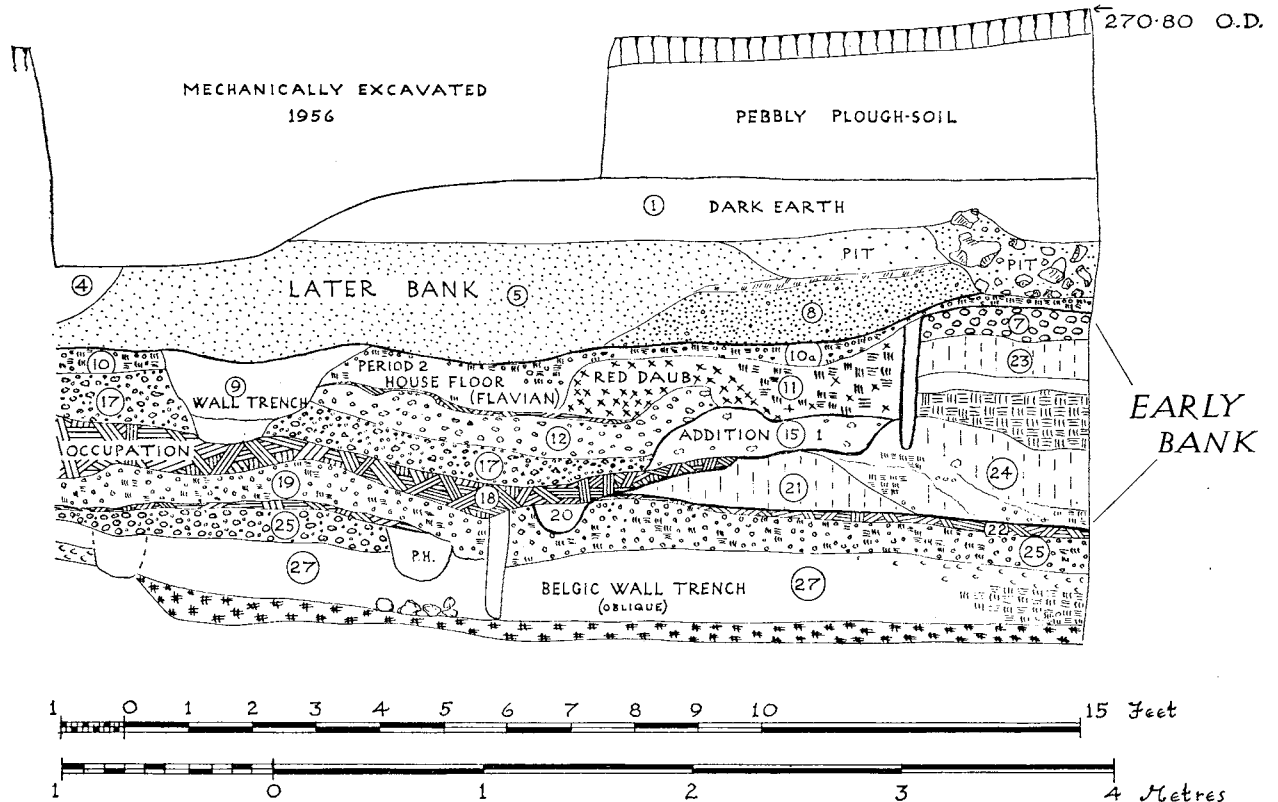 270·80 O.D.
MECHANICALLY EXCAVATED
1956
PEBBLY PLOUGH-SOIL
1 DARK EARTH
PIT
PIT
4
LATER BANK 5
8
7
10
PERIOD 2
HOUSE FLOOR
(FLAVIAN)
RED DAUB
10a
11
23
9
WALL TRENCH
17
12
ADDITION 15 1
EARLY
BANK
OCCUPATION
17
24
19
18
21
20
22
25
P.H.
25
27
BELGIC WALL TRENCH
(OBLIQUE)
27
1 0 1 2 3 4 5 6 7 8 9 10 15 Feet
1 0 1 2 3 4 Metres